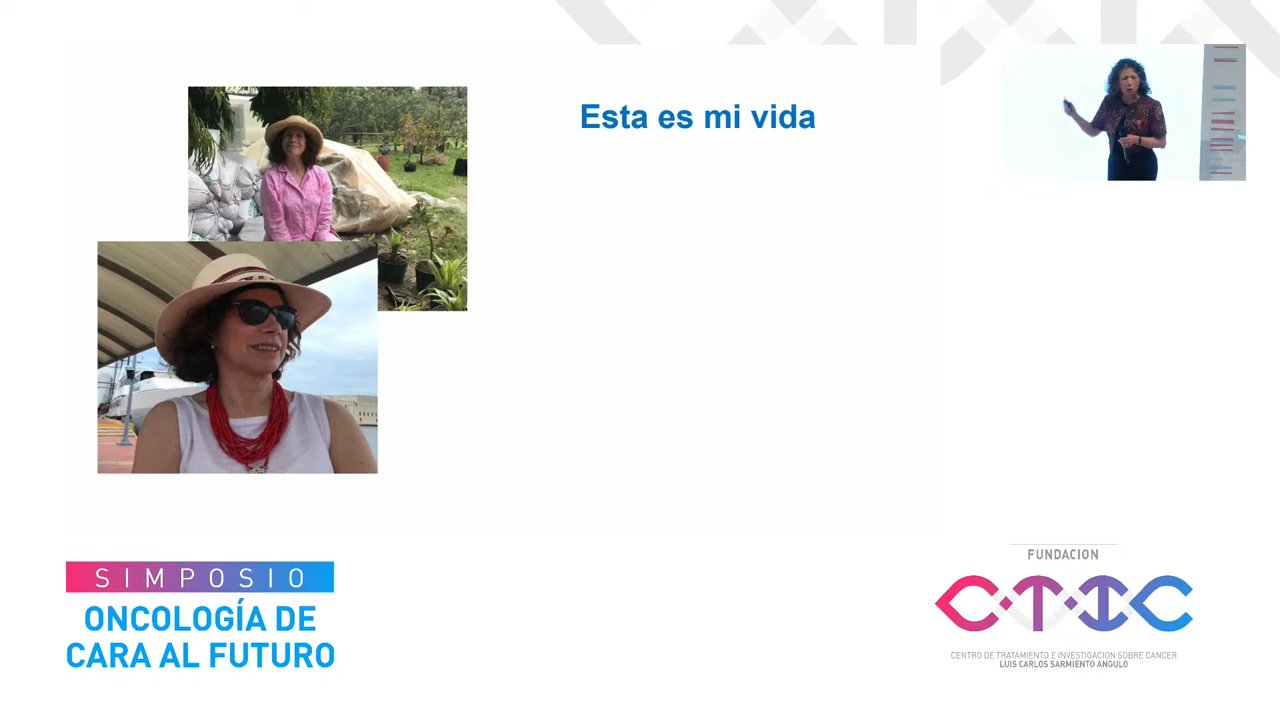 Esta es mi vida
SIMPOSIO
ONCOLOGÍA DE
CARA AL FUTURO
FUNDACION
CTIC
CENTRO DE TRATAMIENTO E INVESTIGACION SOBRE CANCER
LUIS CARLOS SARMIENTO ANGULO